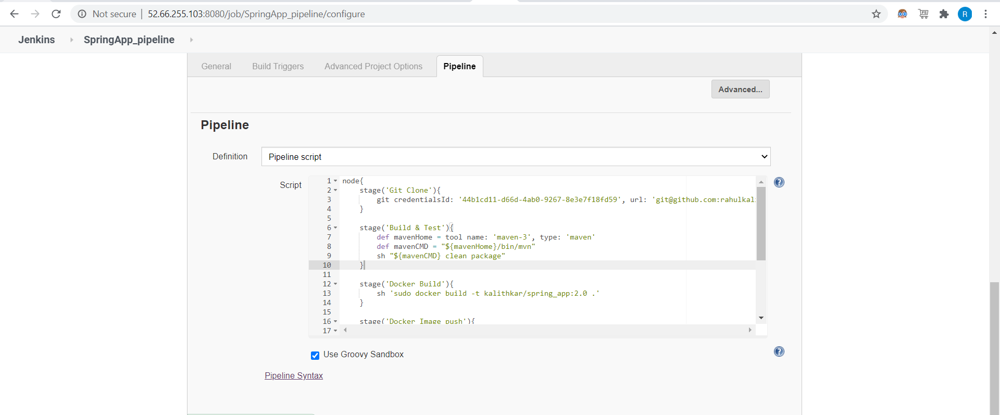 Not secure | 52.66.255.103:8080/job/SpringApp_pipeline/configure
R
Jenkins SpringApp_pipeline
General Build Triggers Advanced Project Options Pipeline
Advanced...
Pipeline
Definition Pipeline script
Script
1 node{
2 stage('Git Clone'){
3 git credentialsId: '44b1cd11-d66d-4ab0-9267-8e3e7f18fd59', url: 'git@github.com:rahulkal
4 }
5
6 stage('Build & Test'){
7 def mavenHome = tool name: 'maven-3', type: 'maven'
8 def mavenCMD = "${mavenHome}/bin/mvn"
9 sh "${mavenCMD} clean package"
10 }
11
12 stage('Docker Build'){
13 sh 'sudo docker build -t kalithkar/spring_app:2.0 .'
14 }
15
16 stage('Docker Image push'){
17
Use Groovy Sandbox
Pipeline Syntax